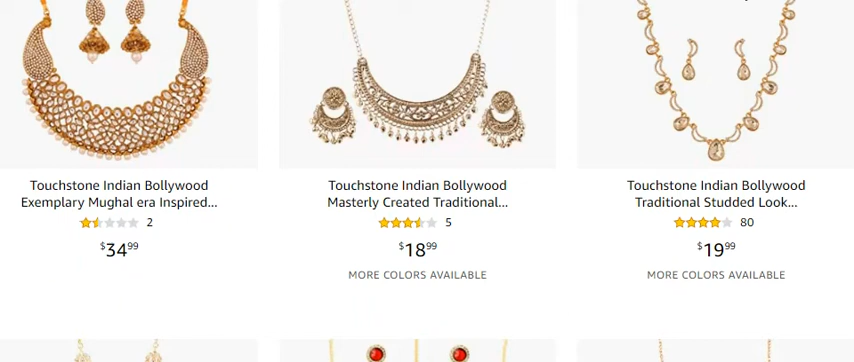 Touchstone Indian Bollywood
Exemplary Mughal era Inspired...
2
$34 99
Touchstone Indian Bollywood
Masterly Created Traditional...
5
$18 99
MORE COLORS AVAILABLE
Touchstone Indian Bollywood
Traditional Studded Look...
80
$19 99
MORE COLORS AVAILABLE